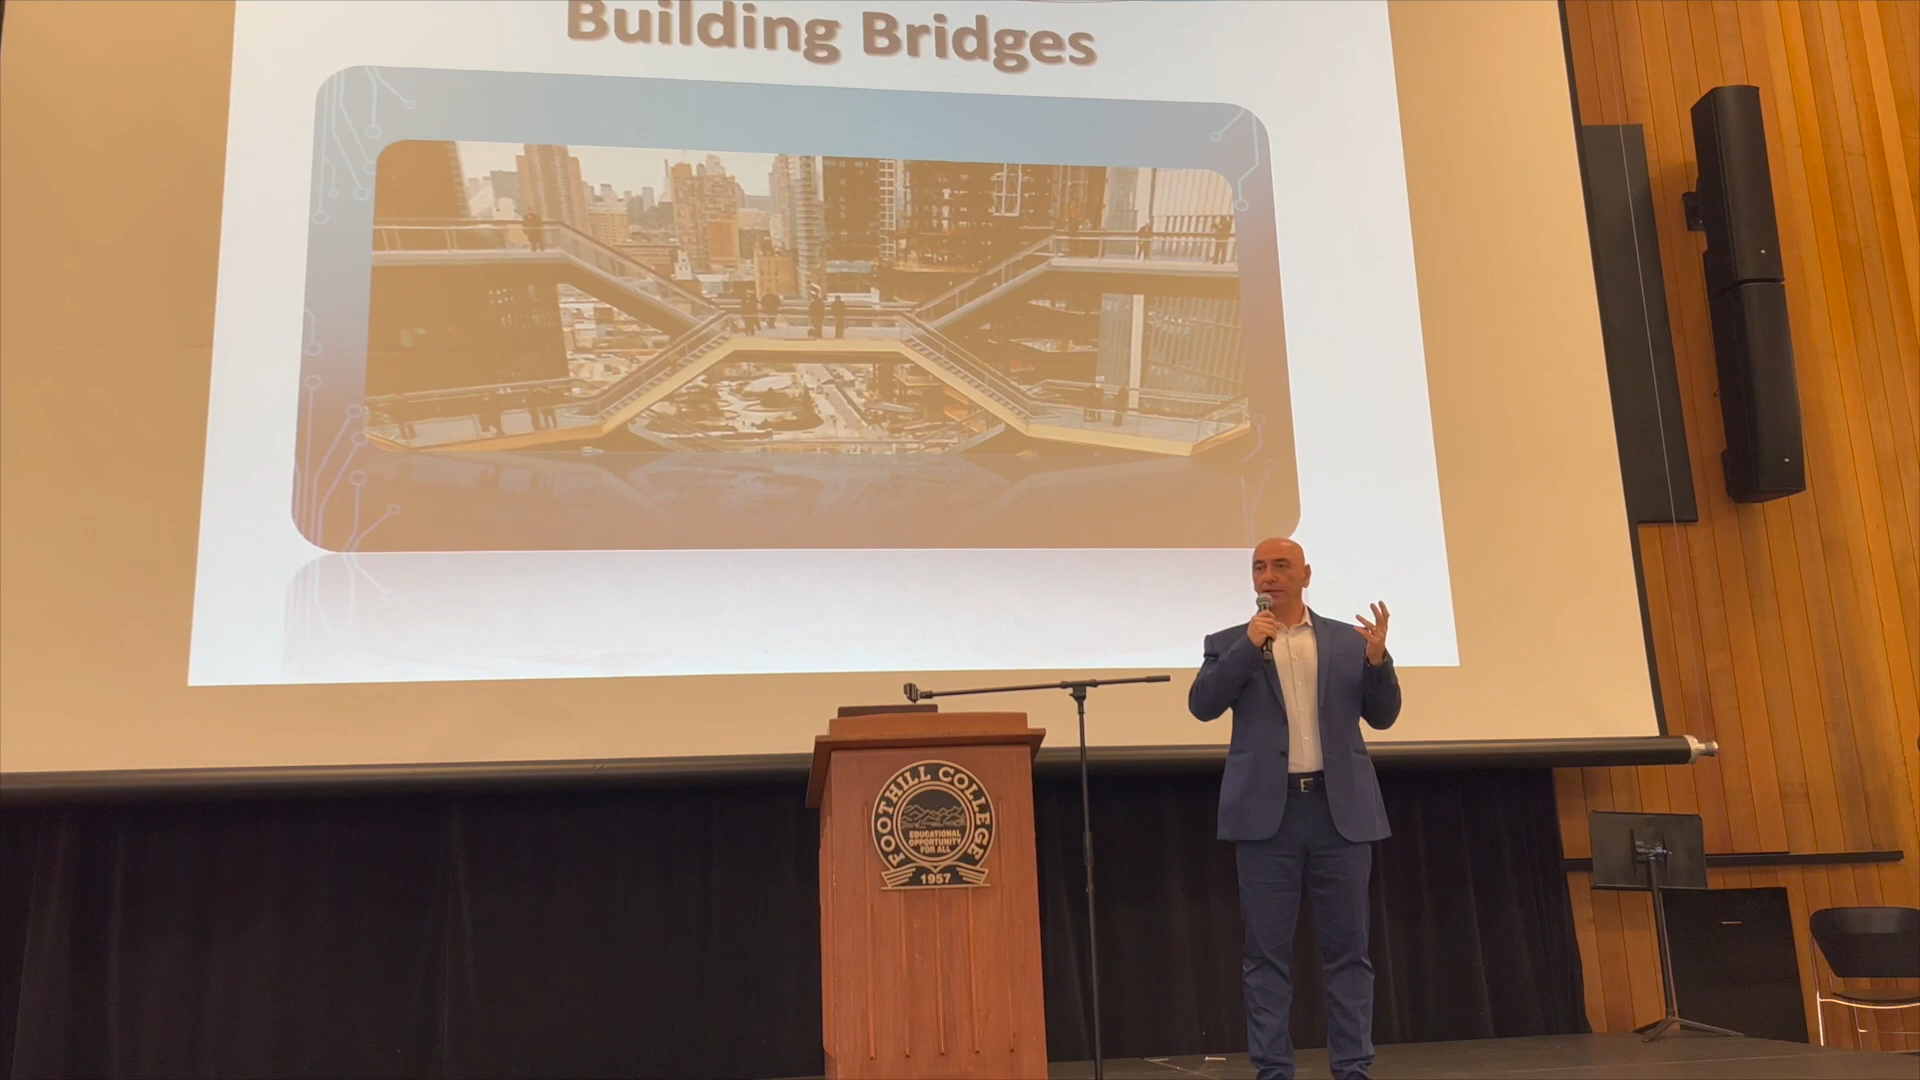 Building Bridges
FOOTHILL COLLEGE
EDUCATIONAL
OPPORTUNITY
FOR ALL
1957